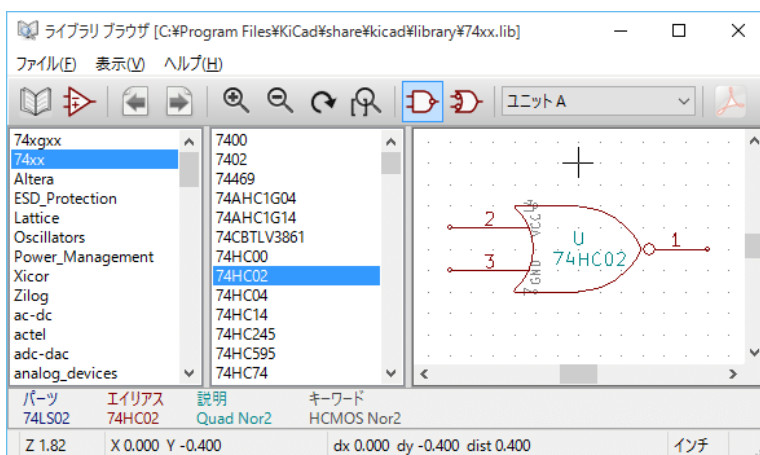 ライブラリ ブラウザ [C:¥Program Files¥KiCad¥share¥kicad¥library¥74xx.lib]
ファイル(F) 表示(V) ヘルプ(H)
ユニット A
74xgxx
74xx
Altera
ESD_Protection
Lattice
Oscillators
Power_Management
Xicor
Zilog
ac-dc
actel
adc-dac
analog_devices
7400
7402
74469
74AHC1G04
74AHC1G14
74CBTLV3861
74HC00
74HC02
74HC04
74HC14
74HC245
74HC595
74HC74
14
VCC
2
U
1
74HC02
3
GND
7
パーツ エイリアス 説明 キーワード
74LS02 74HC02 Quad Nor2 HCMOS Nor2
Z 1.82 X 0.000 Y -0.400 dx 0.000 dy -0.400 dist 0.400 インチ